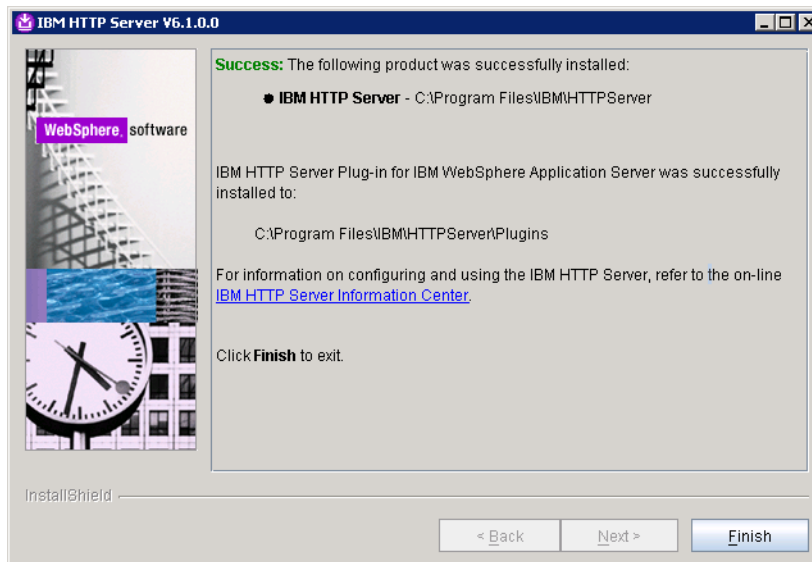 IBM HTTP Server V6.1.0.0
WebSphere. software
Success: The following product was successfully installed:
● IBM HTTP Server - C:\Program Files\IBM\HTTPServer
IBM HTTP Server Plug-in for IBM WebSphere Application Server was successfully
installed to:
C:\Program Files\IBM\HTTPServer\Plugins
For information on configuring and using the IBM HTTP Server, refer to the on-line
IBM HTTP Server Information Center.
Click Finish to exit.
InstallShield
< Back
Next >
Finish